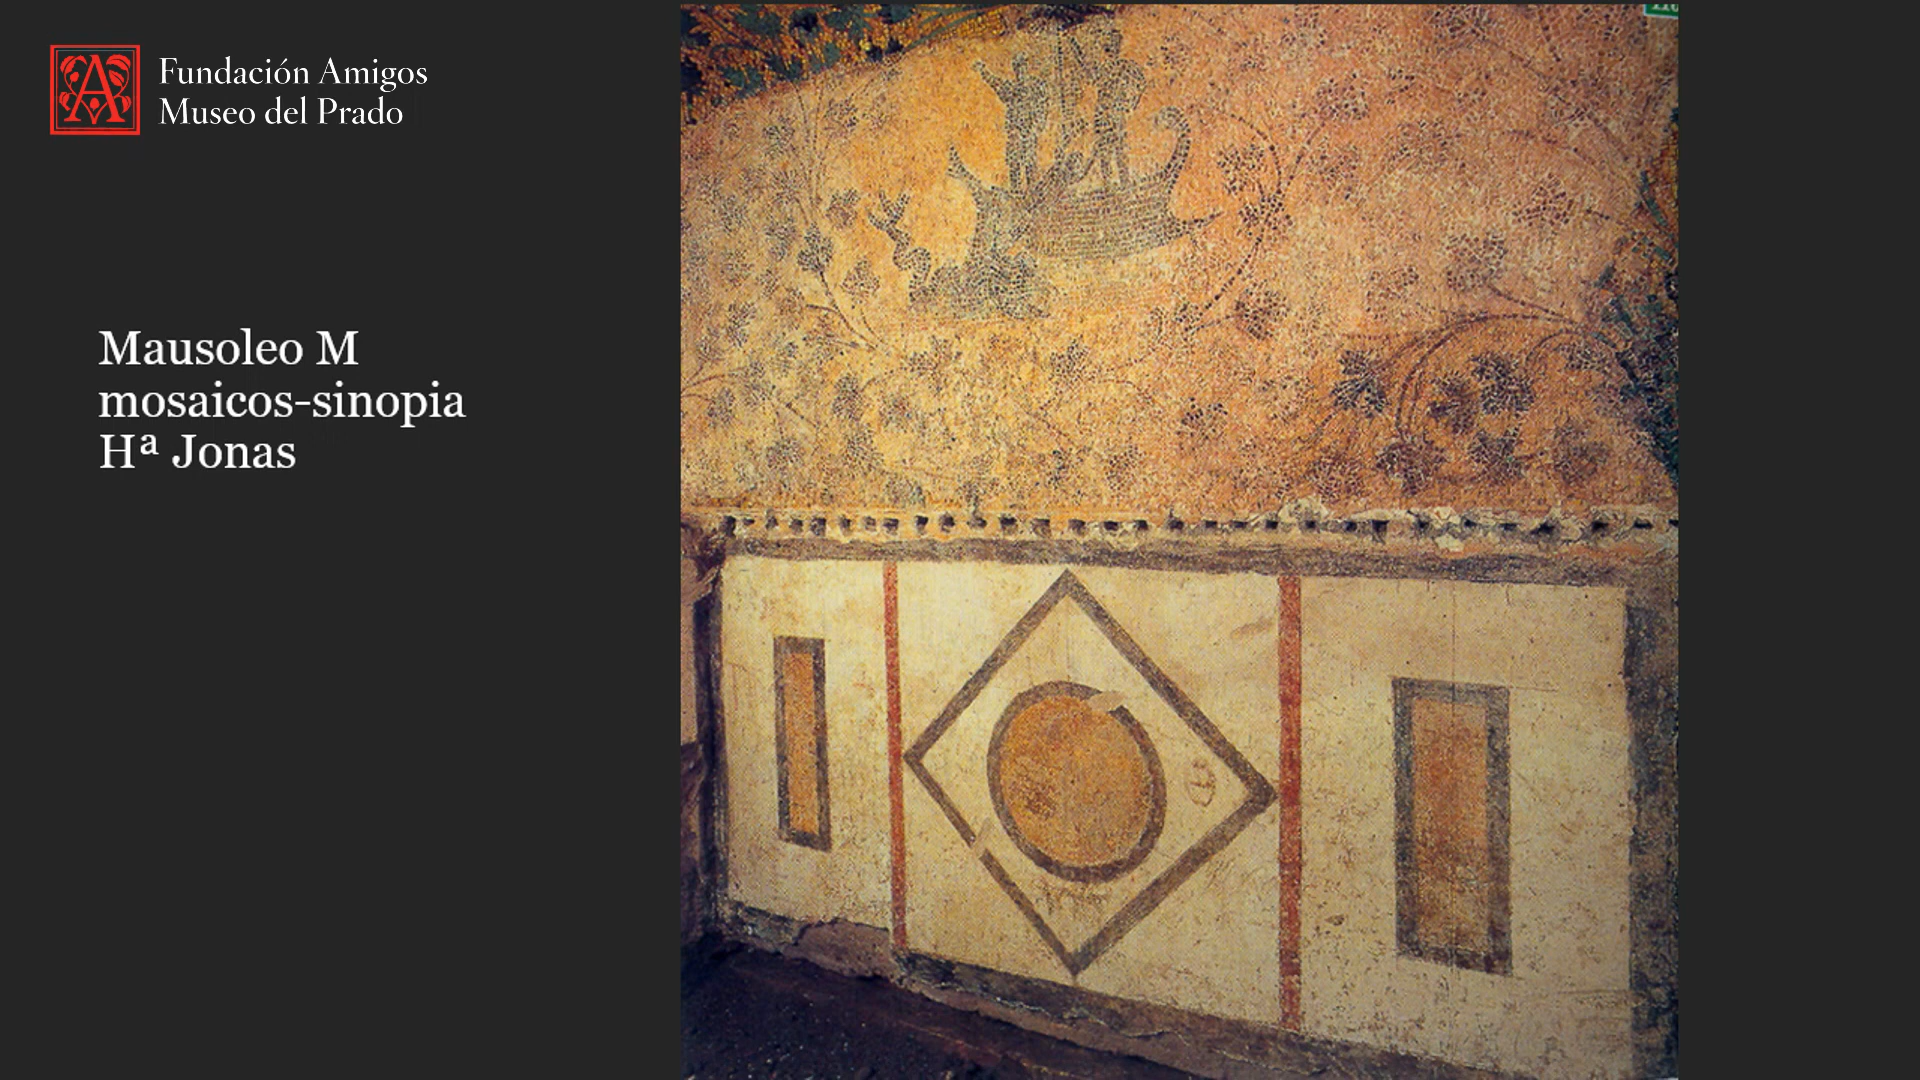 Fundación Amigos
Museo del Prado
Mausoleo M
mosaicos-sinopia
Hª Jonas